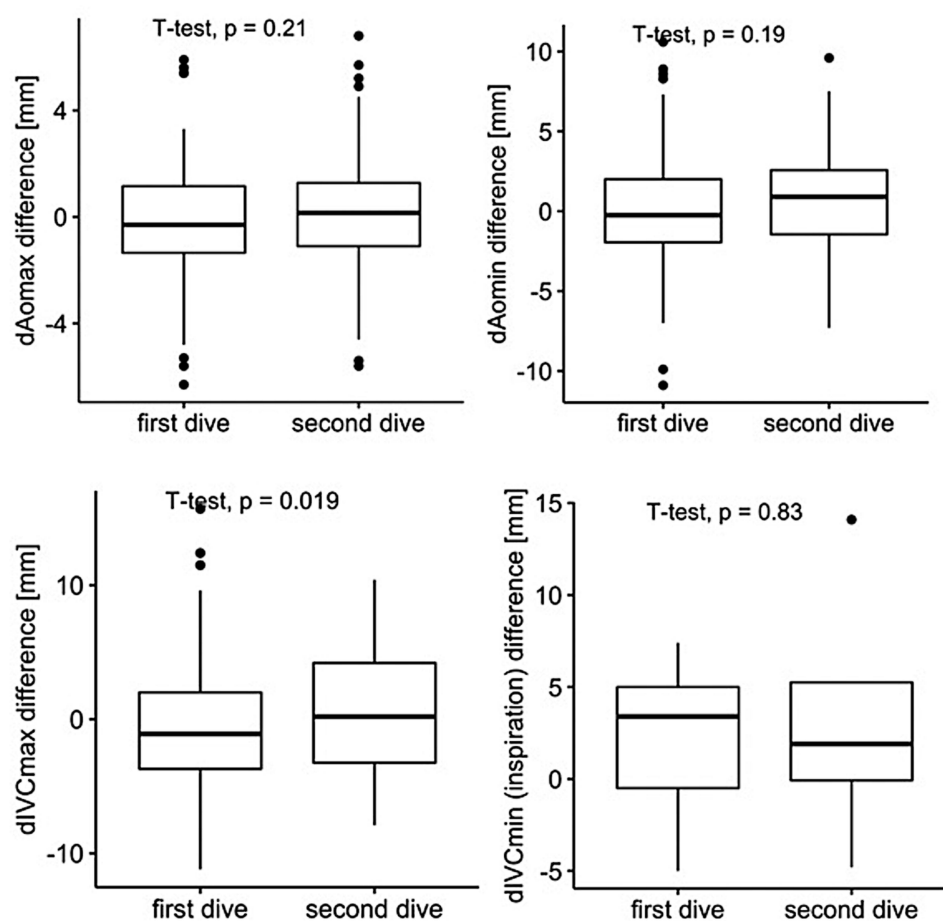 T-test, p = 0.21
dAomax difference [mm]
4
0
-4
first dive
second dive
T-test, p = 0.19
dAomin difference [mm]
10
5
0
-5
-10
first dive
second dive
T-test, p = 0.019
dIVCmax difference [mm]
10
0
-10
first dive
second dive
T-test, p = 0.83
dIVCmin (inspiration) difference [mm]
15
10
5
0
-5
first dive
second dive